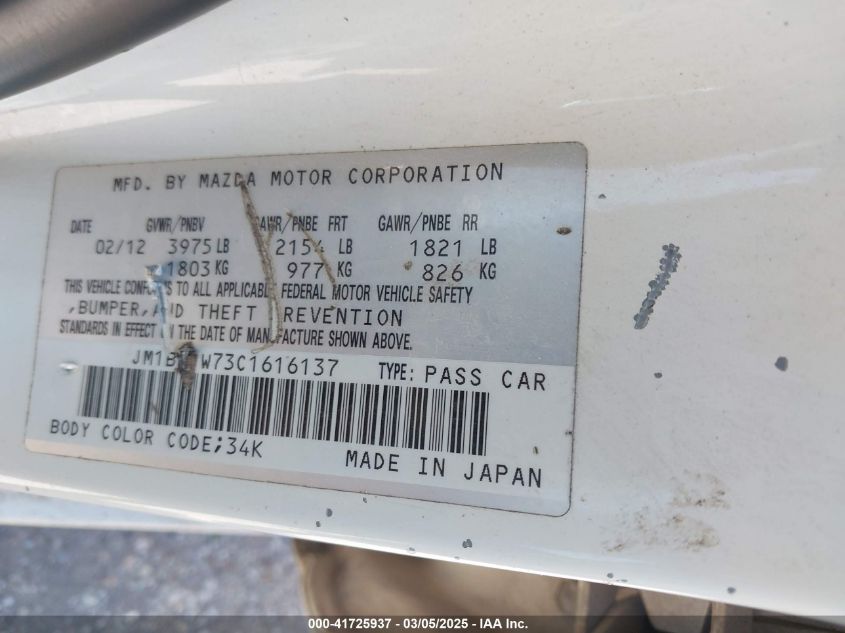 MFD. BY MAZDA MOTOR CORPORATION
DATE GVWR/PNBV GAWR/PNBE FRT GAWR/PNBE RR
02/12 3975 LB 2154 LB 1821 LB
1803 KG 977 KG 826 KG
THIS VEHICLE CONFORMS TO ALL APPLICABLE FEDERAL MOTOR VEHICLE SAFETY
,BUMPER,AND THEFT PREVENTION
STANDARDS IN EFFECT ON THE DATE OF MANUFACTURE SHOWN ABOVE.
TYPE: PASS CAR
BODY COLOR CODE;34K
MADE IN JAPAN
000-41725937 - 03/05/2025 - IAA Inc.